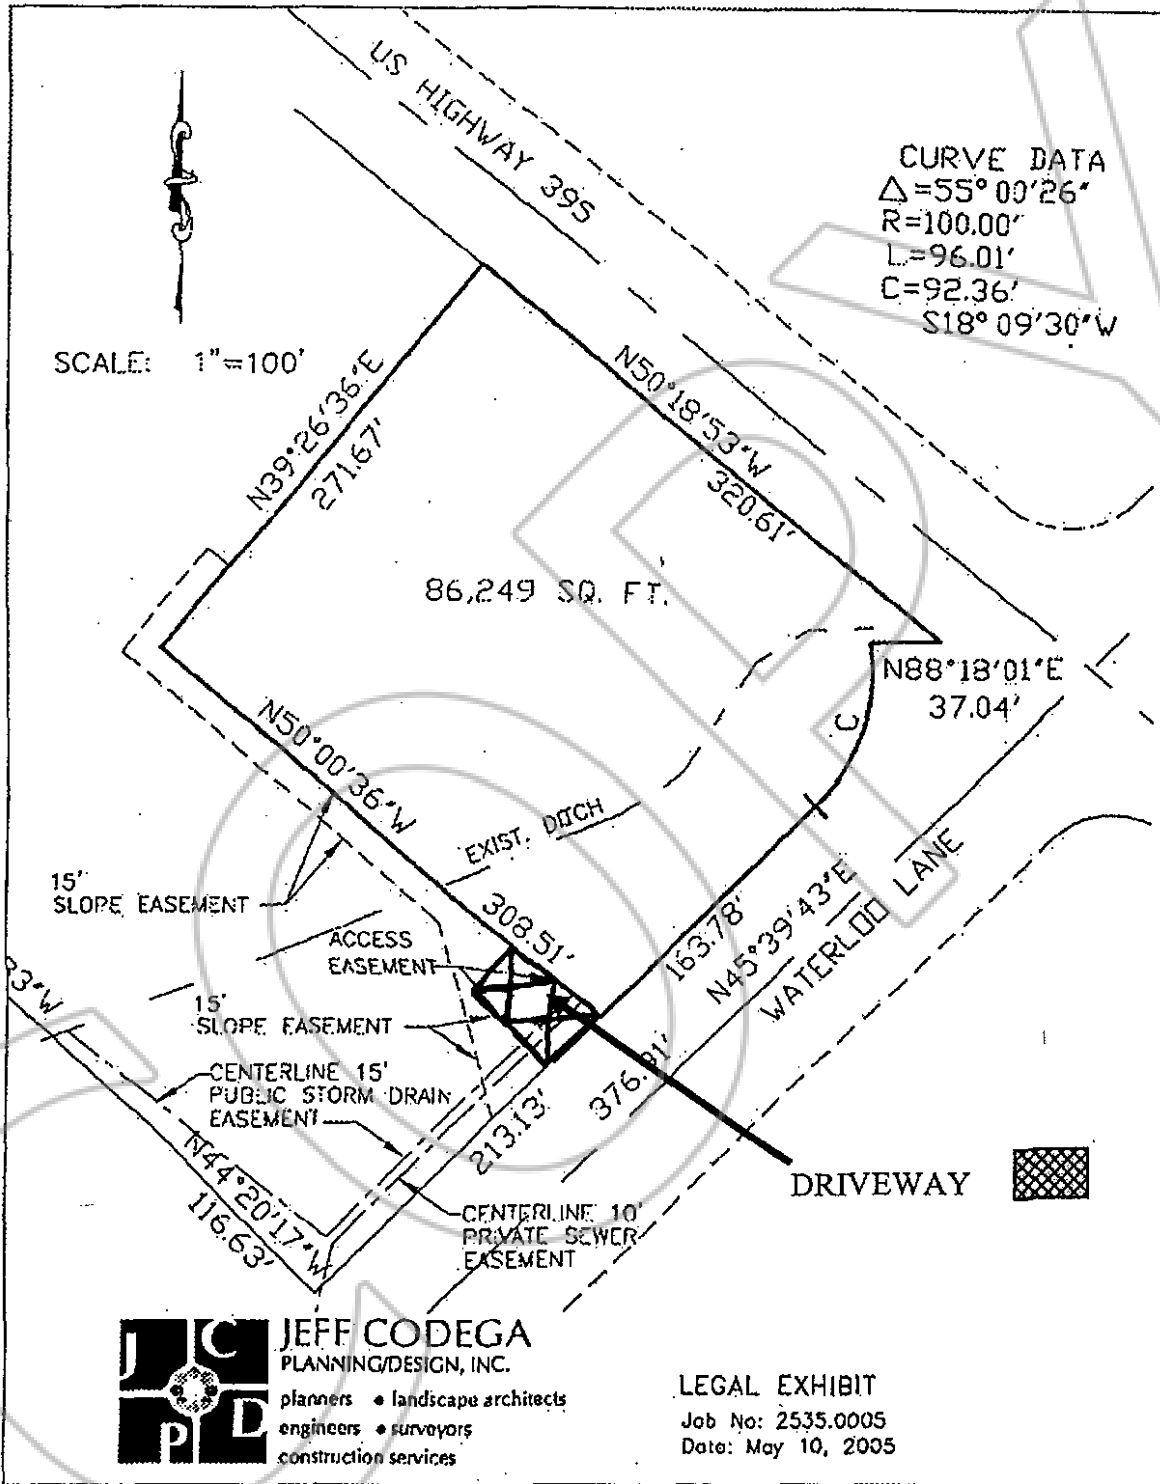 US HIGHWAY 395
CURVE DATA
Δ=55°00'26"
R=100.00'
L=96.01'
C=92.36'
S18°09'30"W
SCALE: 1"=100'
N39°26'36"E
271.67'
N50°18'53"W
320.61'
86,249 SQ. FT.
N88°18'01"E
37.04'
C
N50°00'36"W
308.51'
EXIST. DITCH
15'
SLOPE EASEMENT
ACCESS
EASEMENT
163.78'
N45°39'43"E
WATERLOO LANE
15'
SLOPE EASEMENT
33"W
CENTERLINE 15'
PUBLIC STORM DRAIN
EASEMENT
213.13'
DRIVEWAY
N44°20'17"W
116.63'
CENTERLINE 10'
PRIVATE SEWER
EASEMENT
J C P D
JEFF CODEGA
PLANNING/DESIGN, INC.
planners • landscape architects
engineers • surveyors
construction services
LEGAL EXHIBIT
Job No: 2535.0005
Date: May 10, 2005